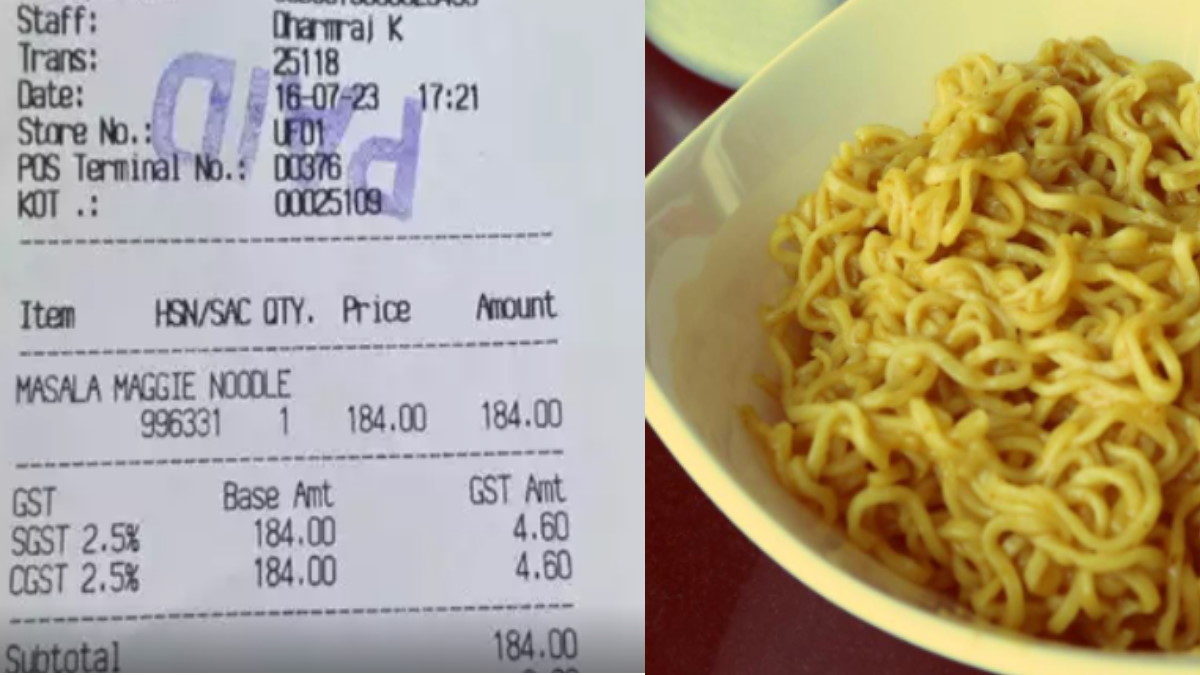 Staff: Dharmraj K
Trans: 25118
Date: 16-07-23 17:21
Store No.: UF01
POS Terminal No.: D0376
KOT .: 00025109
PAID
Item HSN/SAC QTY. Price Amount
MASALA MAGGIE NOODLE
996331 1 184.00 184.00
GST Base Amt GST Amt
SGST 2.5% 184.00 4.60
CGST 2.5% 184.00 4.60
Subtotal 184.00